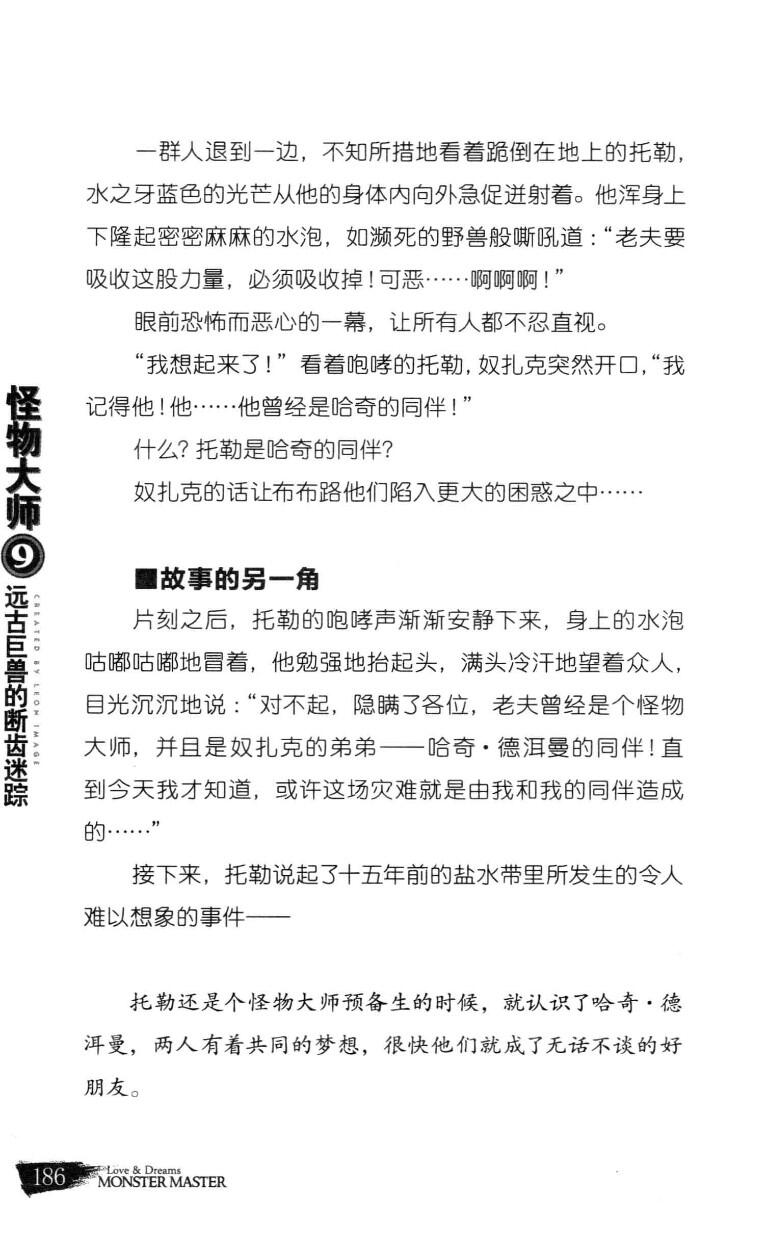 一群人退到一边，不知所措地看着跪倒在地上的托勒，
水之牙蓝色的光芒从他的身体内向外急促迸射着。他浑身上
下隆起密密麻麻的水泡，如濒死的野兽般嘶吼道：“老夫要
吸收这股力量，必须吸收掉！可恶……啊啊啊！”
眼前恐怖而恶心的一幕，让所有人都不忍直视。
“我想起来了！”看着咆哮的托勒，奴扎克突然开口，“我
记得他！他……他曾经是哈奇的同伴！”
什么？托勒是哈奇的同伴？
奴扎克的话让布布路他们陷入更大的困惑之中……
■故事的另一角
片刻之后，托勒的咆哮声渐渐安静下来，身上的水泡
咕嘟咕嘟地冒着，他勉强地抬起头，满头冷汗地望着众人，
目光沉沉地说：“对不起，隐瞒了各位，老夫曾经是个怪物
大师，并且是奴扎克的弟弟——哈奇·德洱曼的同伴！直
到今天我才知道，或许这场灾难就是由我和我的同伴造成
的……”
接下来，托勒说起了十五年前的盐水带里所发生的令人
难以想象的事件——
托勒还是个怪物大师预备生的时候，就认识了哈奇·德
洱曼，两人有着共同的梦想，很快他们就成了无话不谈的好
朋友。
怪物大师
9
远古巨兽的断齿迷踪
CREATED BY LEON IMAGE
186
Love & Dreams
MONSTER MASTER